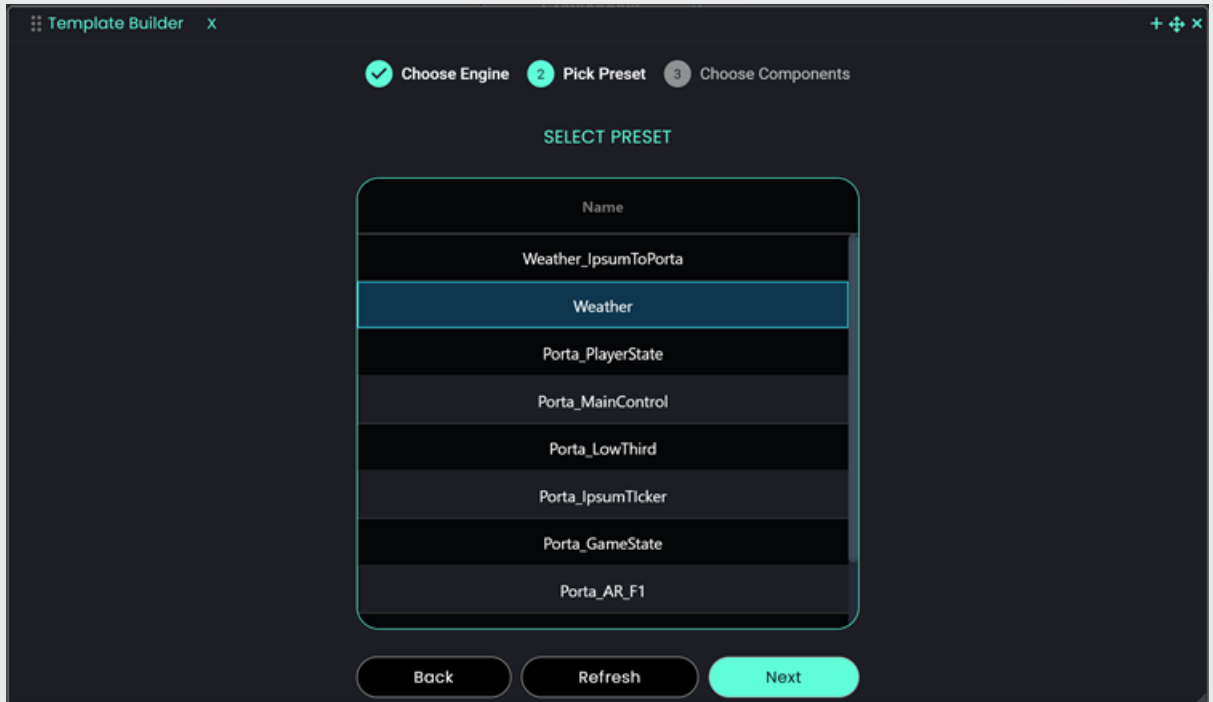 Template Builder X
Choose Engine 2 Pick Preset 3 Choose Components
SELECT PRESET
Name
Weather_IpsumToPorta
Weather
Porta_PlayerState
Porta_MainControl
Porta_LowThird
Porta_IpsumTIcker
Porta_GameState
Porta_AR_F1
Back Refresh Next